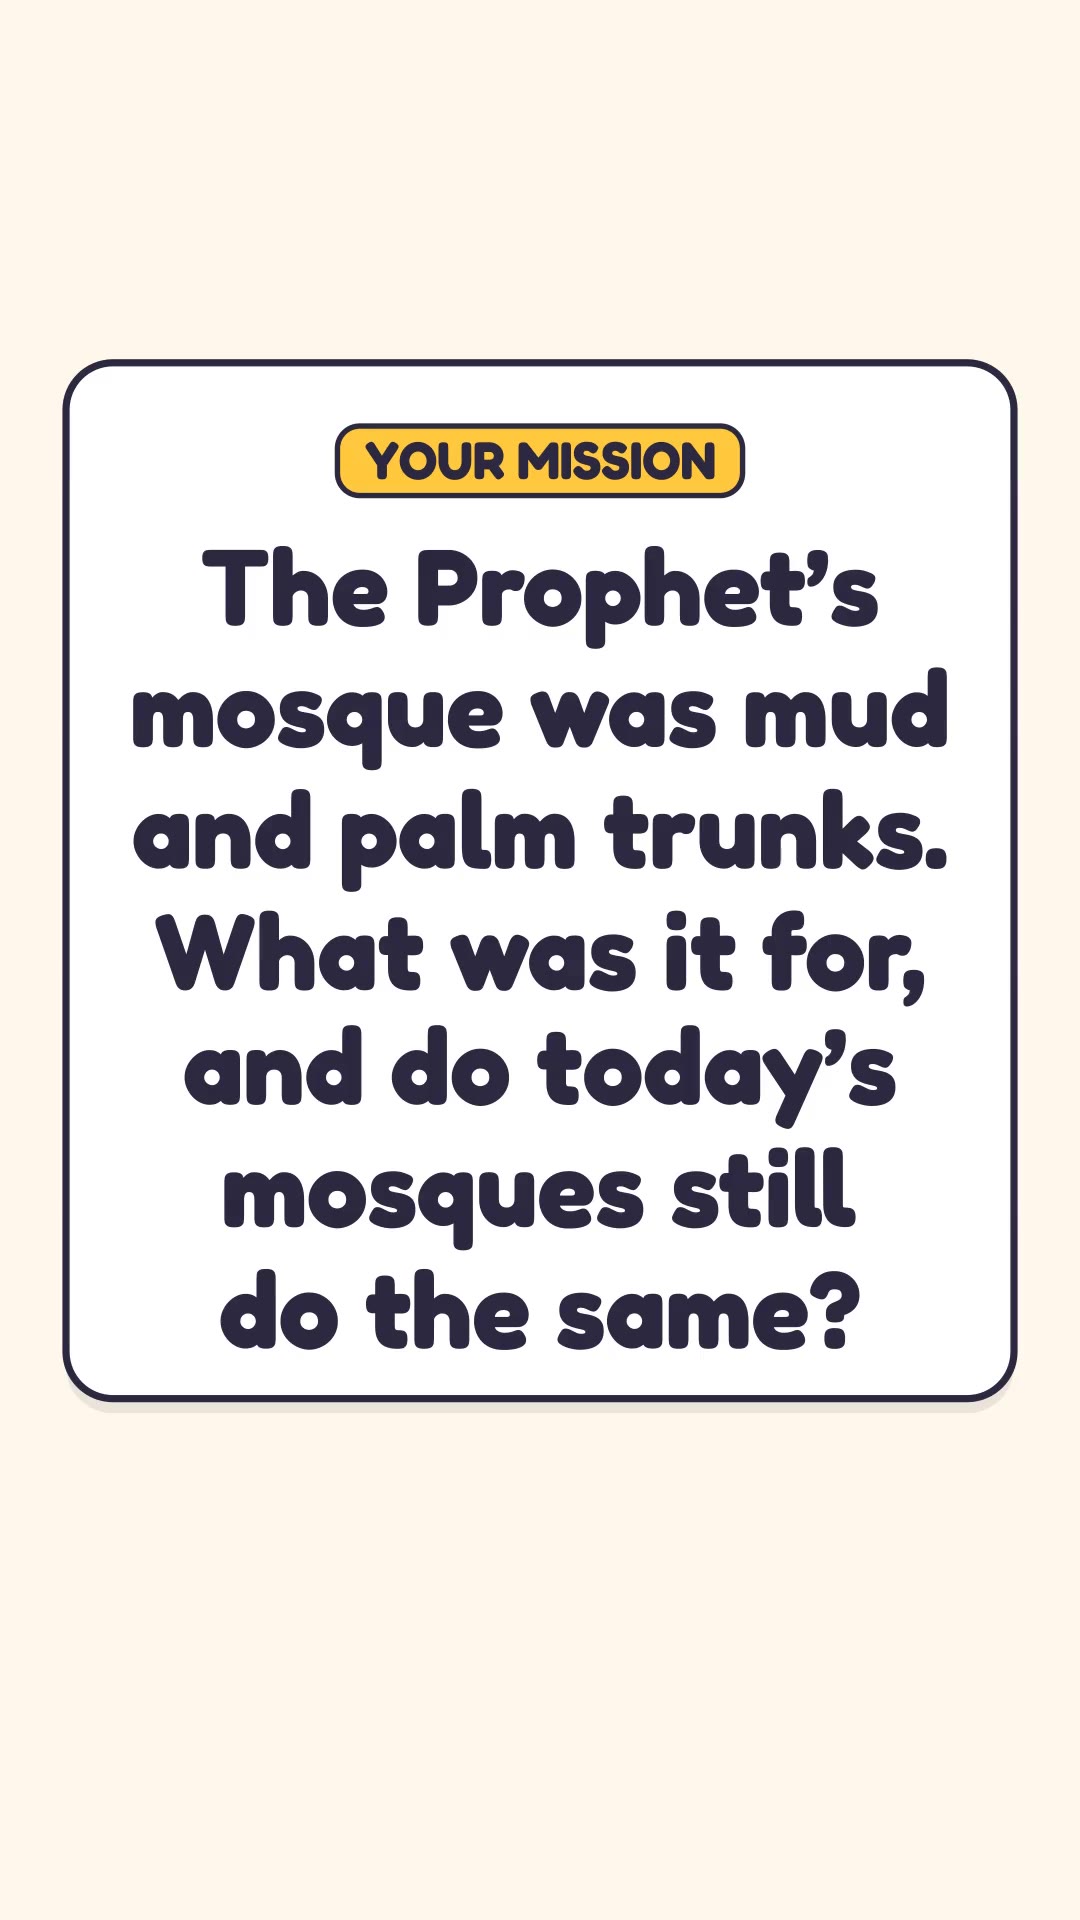 YOUR MISSION
The Prophet’s
mosque was mud
and palm trunks.
What was it for,
and do today’s
mosques still
do the same?